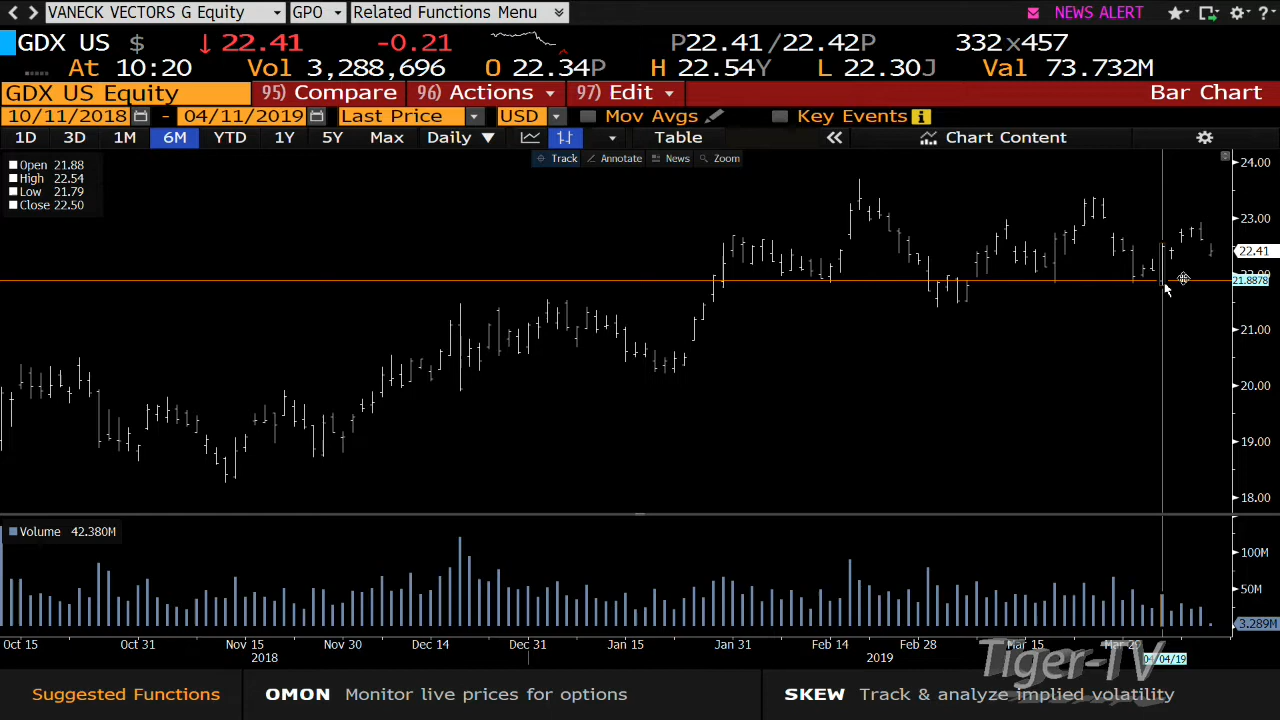 VANECK VECTORS G Equity GPO Related Functions Menu NEWS ALERT ?
GDX US $ ↓ 22.41 -0.21 P22.41/22.42P 332x457
At 10:20 Vol 3,288,696 O 22.34P H 22.54Y L 22.30J Val 73.732M
GDX US Equity 95) Compare 96) Actions 97) Edit Bar Chart
10/11/2018 - 04/11/2019 Last Price USD Mov Avgs Key Events i
1D 3D 1M 6M YTD 1Y 5Y Max Daily ▼ Table « Chart Content
Track Annotate News Zoom
Open 21.88
High 22.54
Low 21.79
Close 22.50
24.00
23.00
22.41
22.00
21.8878
21.00
20.00
19.00
18.00
Volume 42.380M
100M
50M
3.289M
Oct 15 Oct 31 Nov 15 Nov 30 Dec 14 Dec 31 Jan 15 Jan 31 Feb 14 Feb 28 Mar 15 Mar 29
2018 2019 04/04/19
Tiger-TV
Suggested Functions OMON Monitor live prices for options SKEW Track & analyze implied volatility